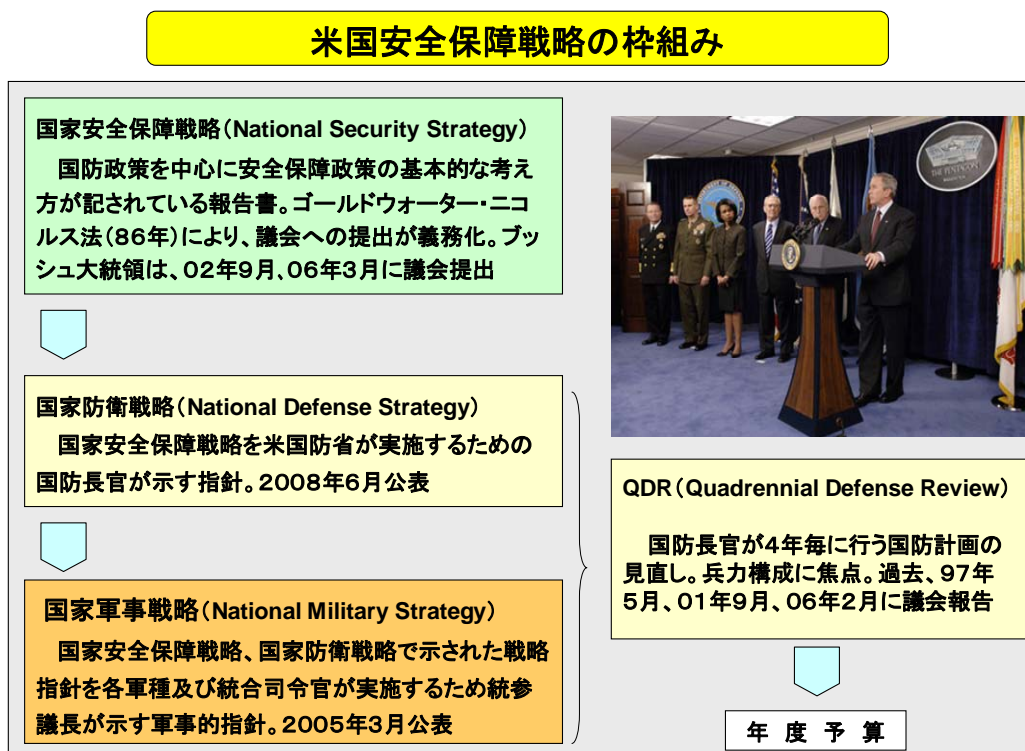 米国安全保障戦略の枠組み
国家安全保障戦略(National Security Strategy)
国防政策を中心に安全保障政策の基本的な考え
方が記されている報告書。ゴールドウォーター・ニコ
ルス法(86年)により、議会への提出が義務化。ブッ
シュ大統領は、02年9月、06年3月に議会提出
国家防衛戦略(National Defense Strategy)
国家安全保障戦略を米国防省が実施するための
国防長官が示す指針。2008年6月公表
国家軍事戦略(National Military Strategy)
国家安全保障戦略、国家防衛戦略で示された戦略
指針を各軍種及び統合司令官が実施するため統参
議長が示す軍事的指針。2005年3月公表
THE PENTAGON
QDR(Quadrennial Defense Review)
国防長官が4年毎に行う国防計画の
見直し。兵力構成に焦点。過去、97年
5月、01年9月、06年2月に議会報告
年 度 予 算